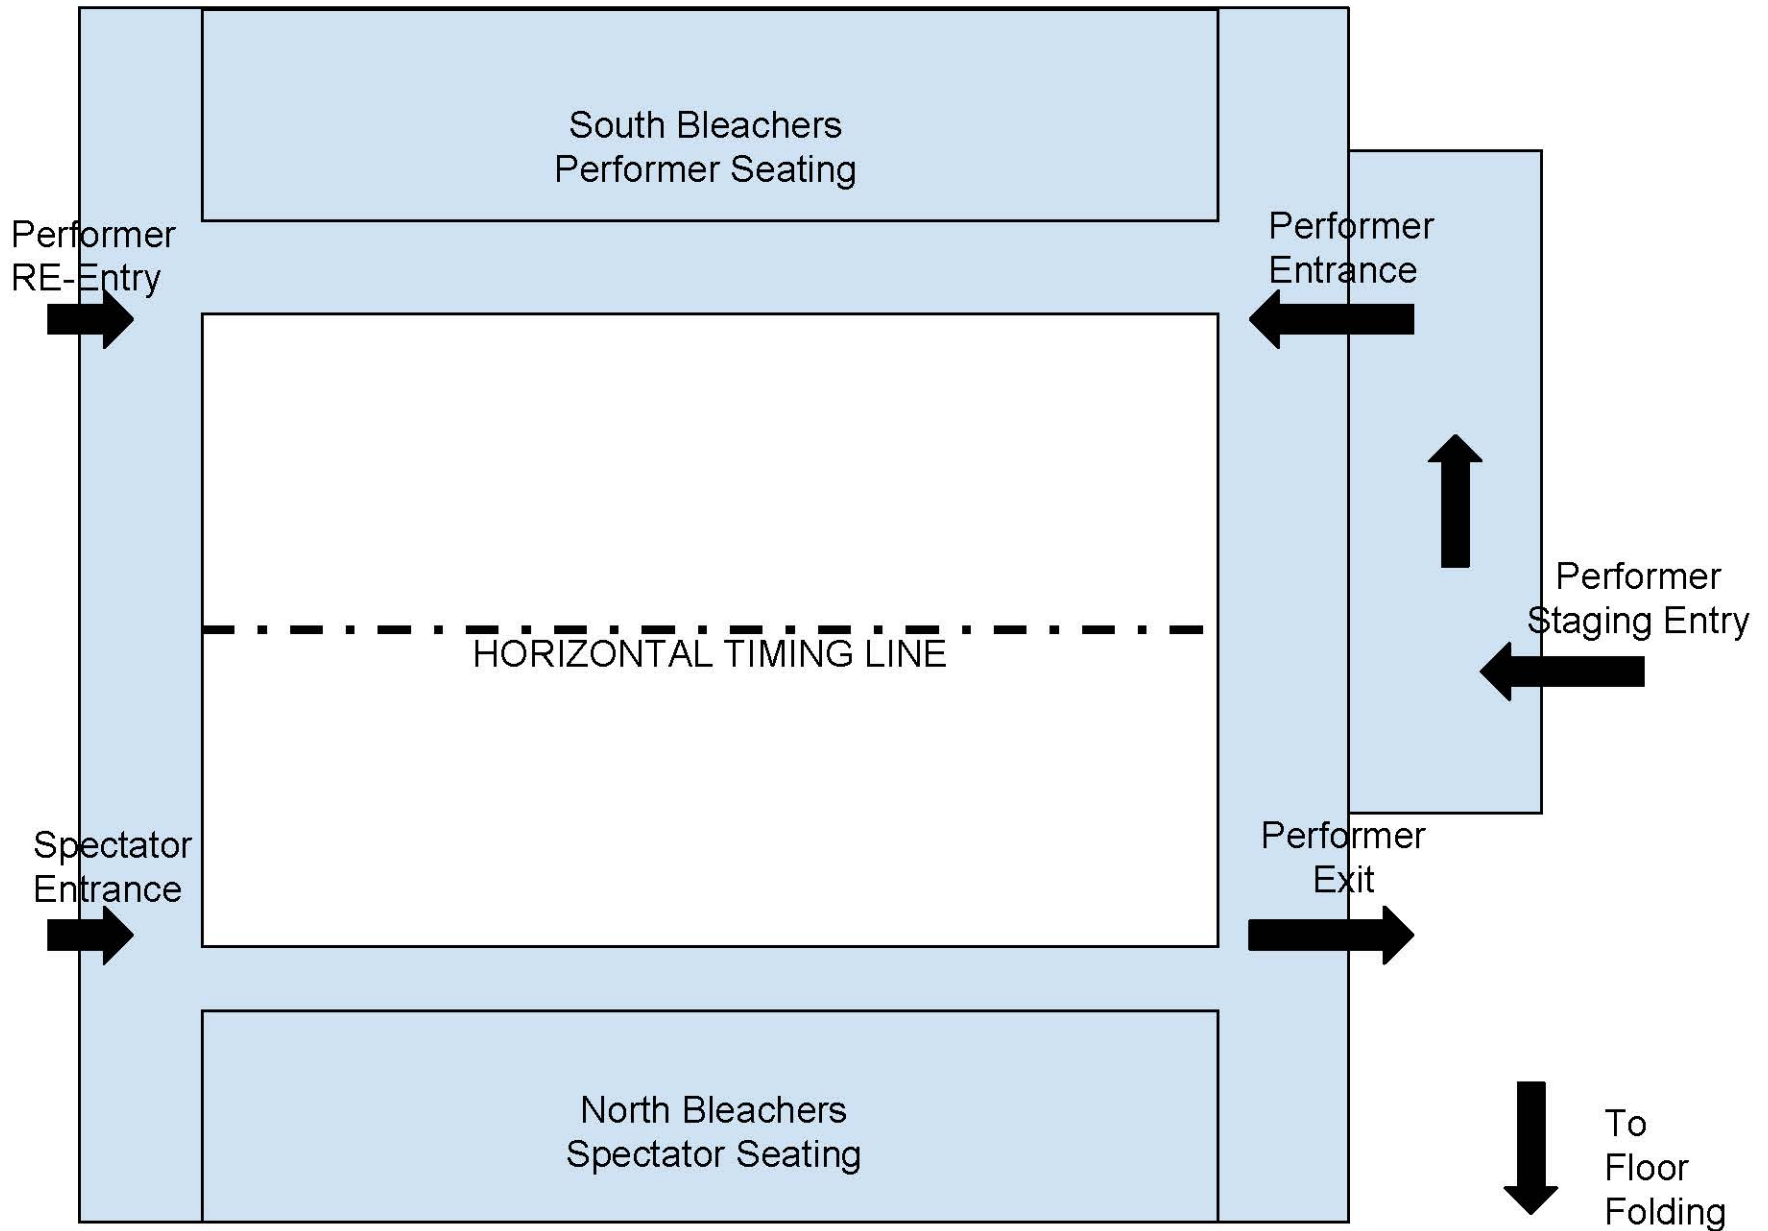 South Bleachers
Performer Seating
Performer
RE-Entry
Performer
Entrance
Performer
Staging Entry
HORIZONTAL TIMING LINE
Spectator
Entrance
Performer
Exit
North Bleachers
Spectator Seating
To
Floor
Folding